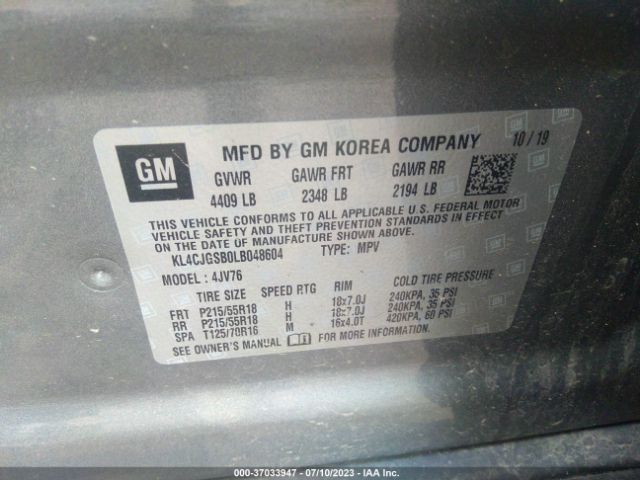 GM
MFD BY GM KOREA COMPANY 10/19
GVWR GAWR FRT GAWR RR
4409 LB 2348 LB 2194 LB
THIS VEHICLE CONFORMS TO ALL APPLICABLE U.S. FEDERAL MOTOR
VEHICLE SAFETY AND THEFT PREVENTION STANDARDS IN EFFECT
ON THE DATE OF MANUFACTURE SHOWN ABOVE.
KL4CJGSB0LB048604 TYPE: MPV
MODEL: 4JV76
TIRE SIZE SPEED RTG RIM COLD TIRE PRESSURE
FRT P215/55R18 H 18x7.0J 240KPA, 35 PSI
RR P215/55R18 H 18x7.0J 240KPA, 35 PSI
SPA T125/70R16 M 16x4.0T 420KPA, 60 PSI
SEE OWNER'S MANUAL FOR MORE INFORMATION.
000-37033947 - 07/10/2023 - IAA Inc.